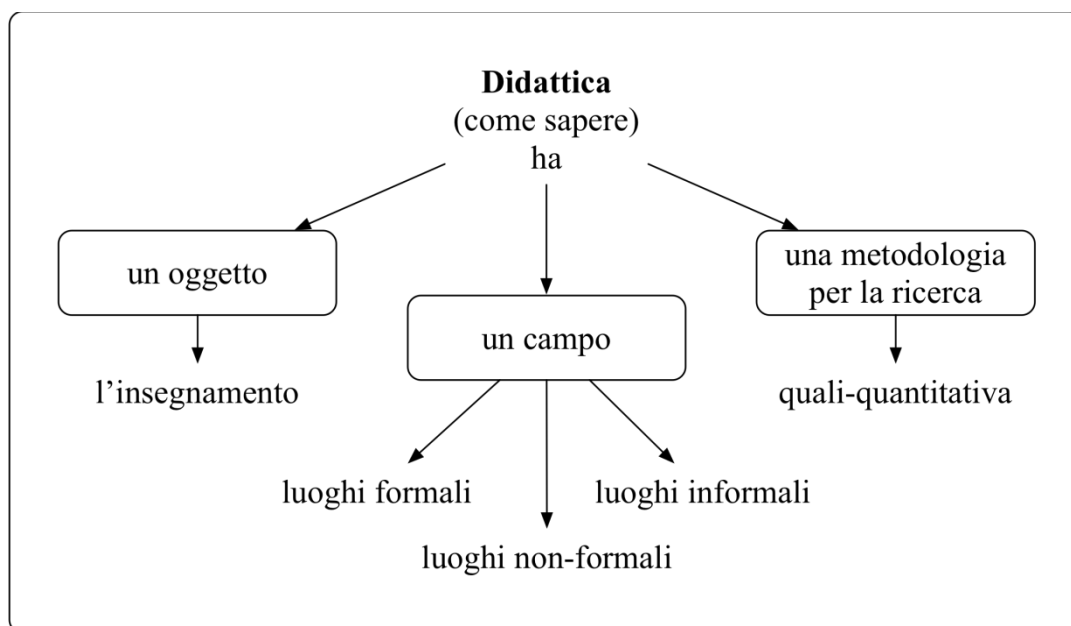 Didattica
(come sapere)
ha
un oggetto
una metodologia
per la ricerca
un campo
l’insegnamento
quali-quantitativa
luoghi formali
luoghi informali
luoghi non-formali